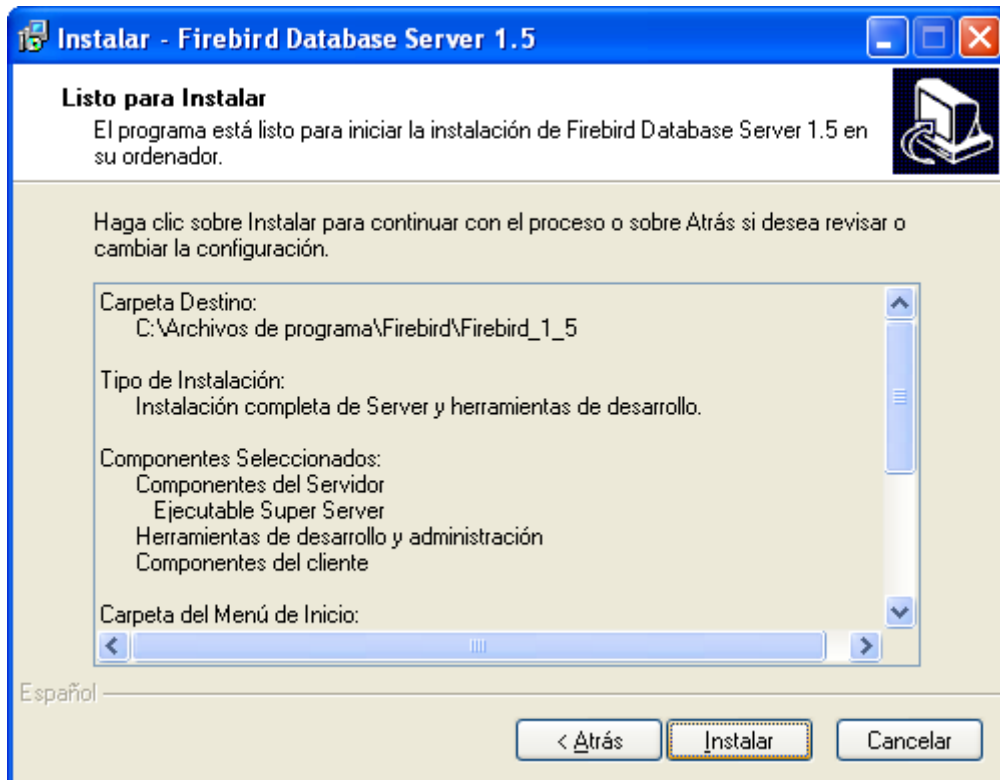 Instalar - Firebird Database Server 1.5
Listo para Instalar
El programa está listo para iniciar la instalación de Firebird Database Server 1.5 en
su ordenador.
Haga clic sobre Instalar para continuar con el proceso o sobre Atrás si desea revisar o
cambiar la configuración.
Carpeta Destino:
C:\Archivos de programa\Firebird\Firebird_1_5
Tipo de Instalación:
Instalación completa de Server y herramientas de desarrollo.
Componentes Seleccionados:
Componentes del Servidor
Ejecutable Super Server
Herramientas de desarrollo y administración
Componentes del cliente
Carpeta del Menú de Inicio:
Español
< Atrás Instalar Cancelar